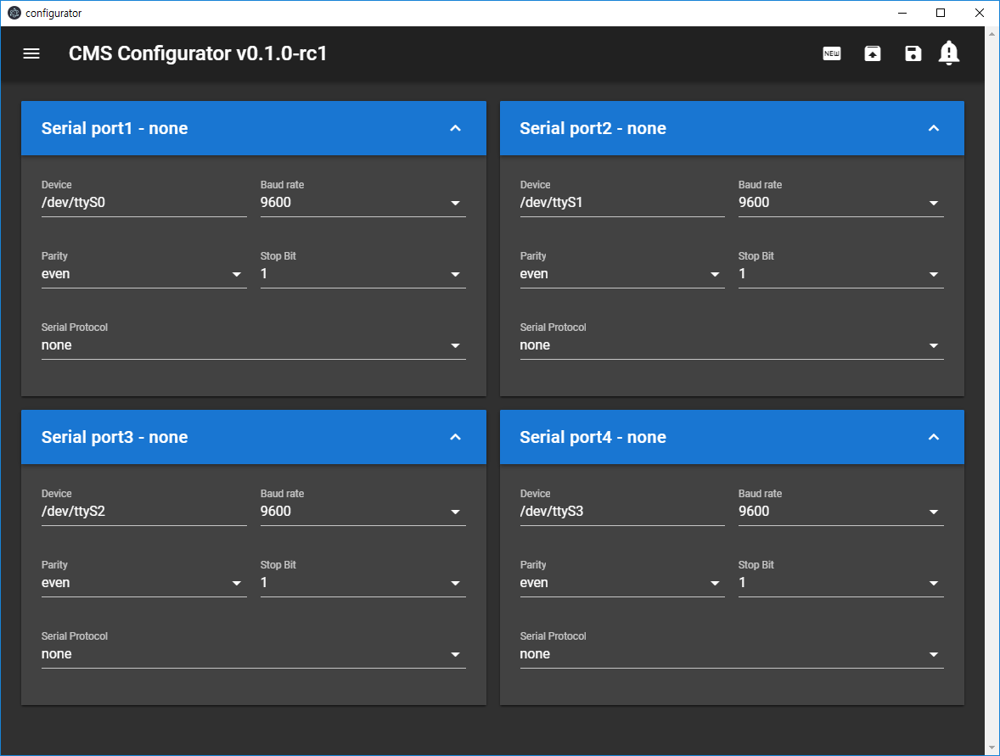 configurator
CMS Configurator v0.1.0-rc1
NEW
Serial port1 - none
Device
/dev/ttyS0
Baud rate
9600
Parity
even
Stop Bit
1
Serial Protocol
none
Serial port2 - none
Device
/dev/ttyS1
Baud rate
9600
Parity
even
Stop Bit
1
Serial Protocol
none
Serial port3 - none
Device
/dev/ttyS2
Baud rate
9600
Parity
even
Stop Bit
1
Serial Protocol
none
Serial port4 - none
Device
/dev/ttyS3
Baud rate
9600
Parity
even
Stop Bit
1
Serial Protocol
none